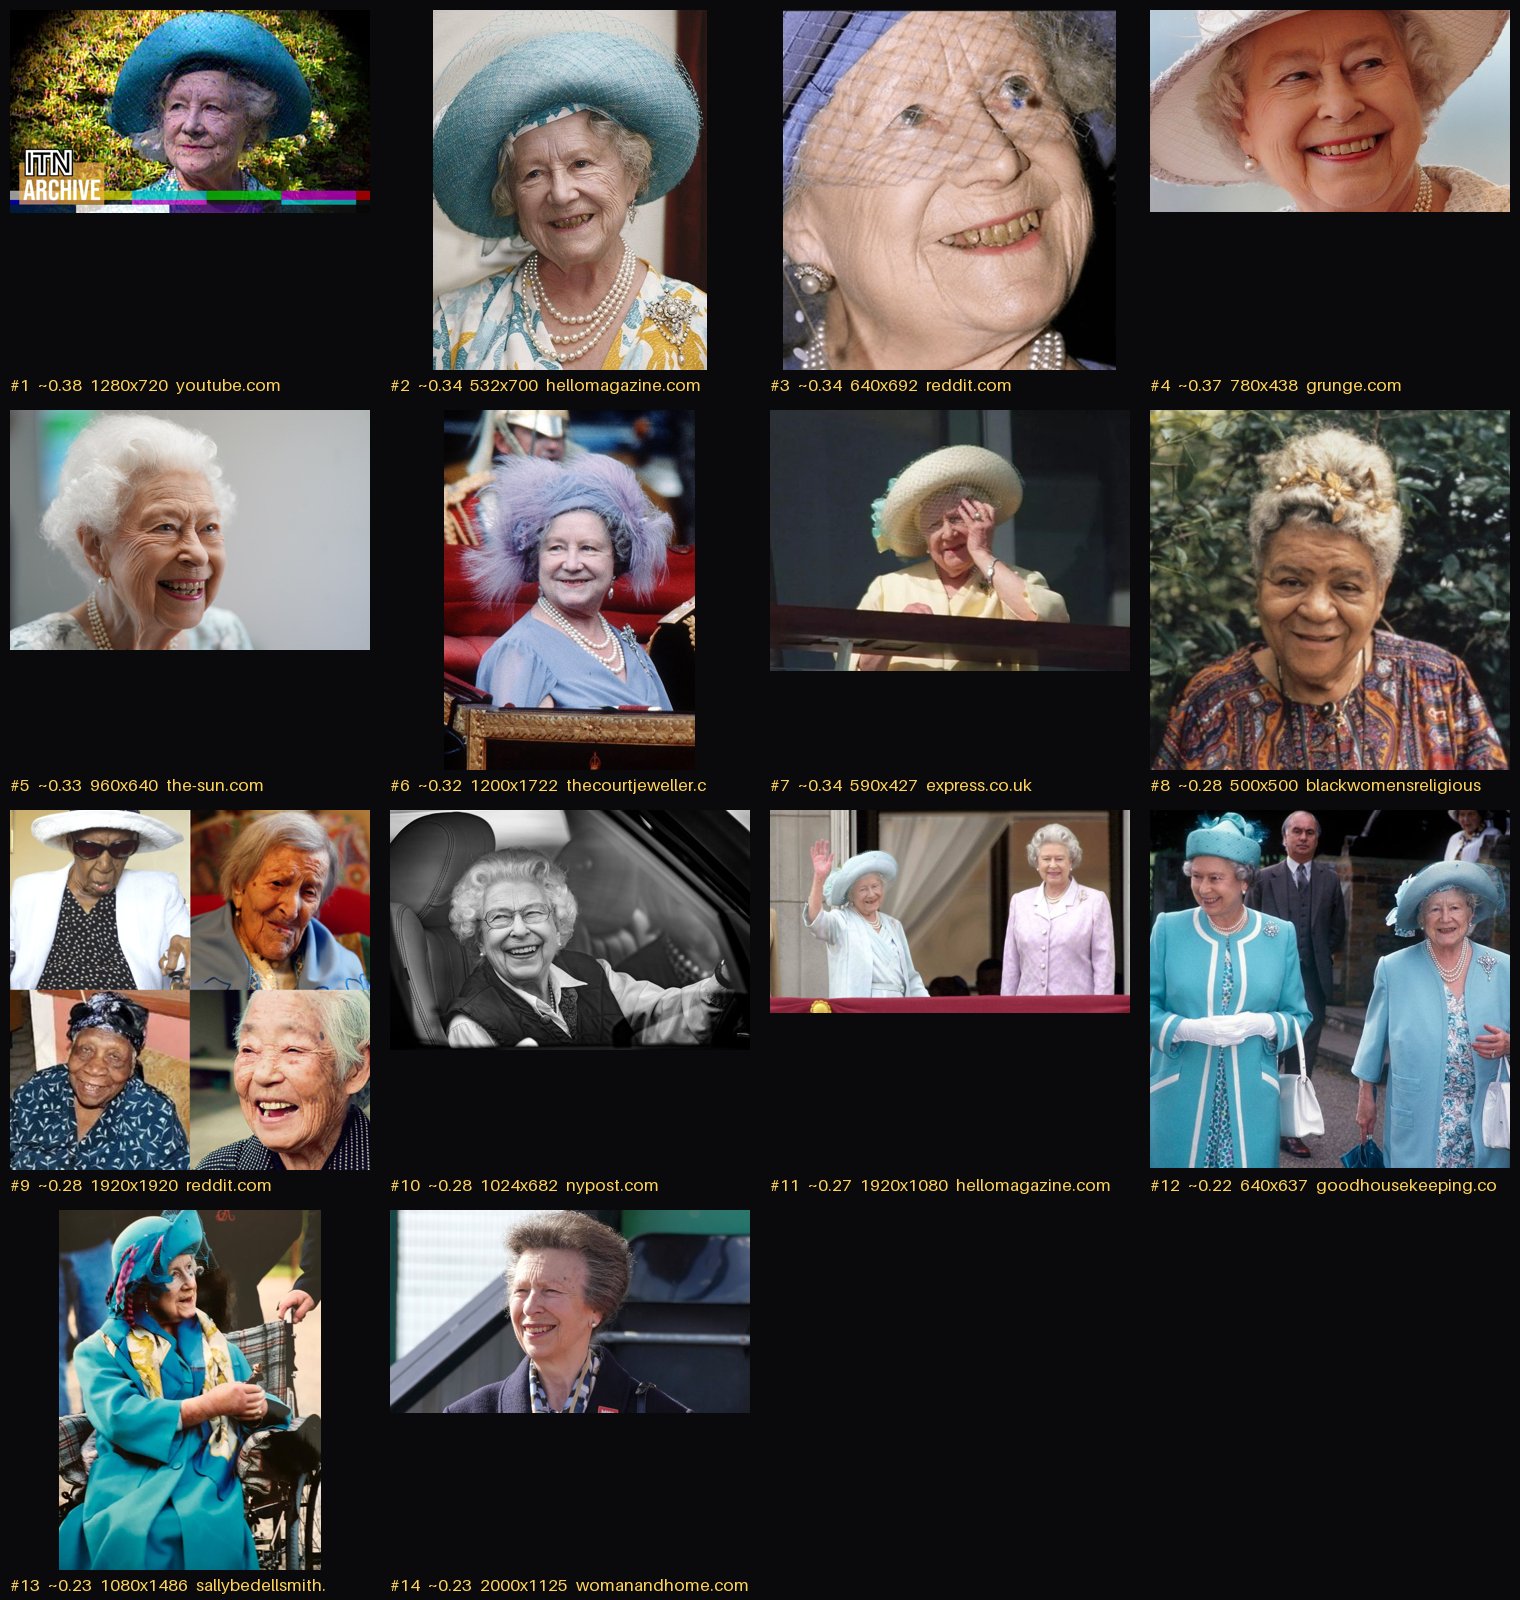 ITN
ARCHIVE
#1 ~0.38 1280x720 youtube.com
#2 ~0.34 532x700 hellomagazine.com
#3 ~0.34 640x692 reddit.com
#4 ~0.37 780x438 grunge.com
#5 ~0.33 960x640 the-sun.com
#6 ~0.32 1200x1722 thecourtjeweller.c
#7 ~0.34 590x427 express.co.uk
#8 ~0.28 500x500 blackwomensreligious
#9 ~0.28 1920x1920 reddit.com
#10 ~0.28 1024x682 nypost.com
#11 ~0.27 1920x1080 hellomagazine.com
#12 ~0.22 640x637 goodhousekeeping.co
#13 ~0.23 1080x1486 sallybedellsmith.
#14 ~0.23 2000x1125 womanandhome.com